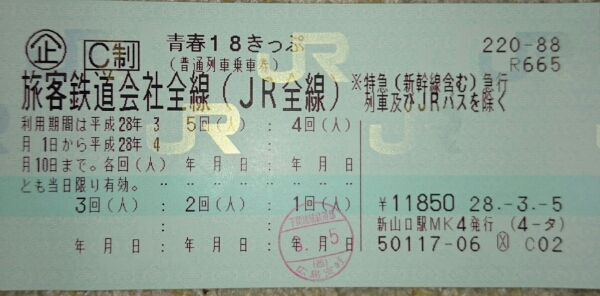 企 C制 青春18きっぷ 220-88
(普通列車乗車券) R665
旅客鉄道会社全線(JR全線) ※特急(新幹線含む)急行
列車及びJRバスを除く
利用期間は平成28年3 5回(人) : 4回(人) :
月1日から平成28年4
月10日まで。各回(人) 年 月 日 年 月 日
とも当日限り有効。
3回(人) : 2回(人) : 1回(人) ¥11850 28.-3.-5
新山口駅MK4発行 (4-タ)
年 月 日 年 月 日 年 月 日 50117-06 ㊇ C02
JR
JR
JR
5